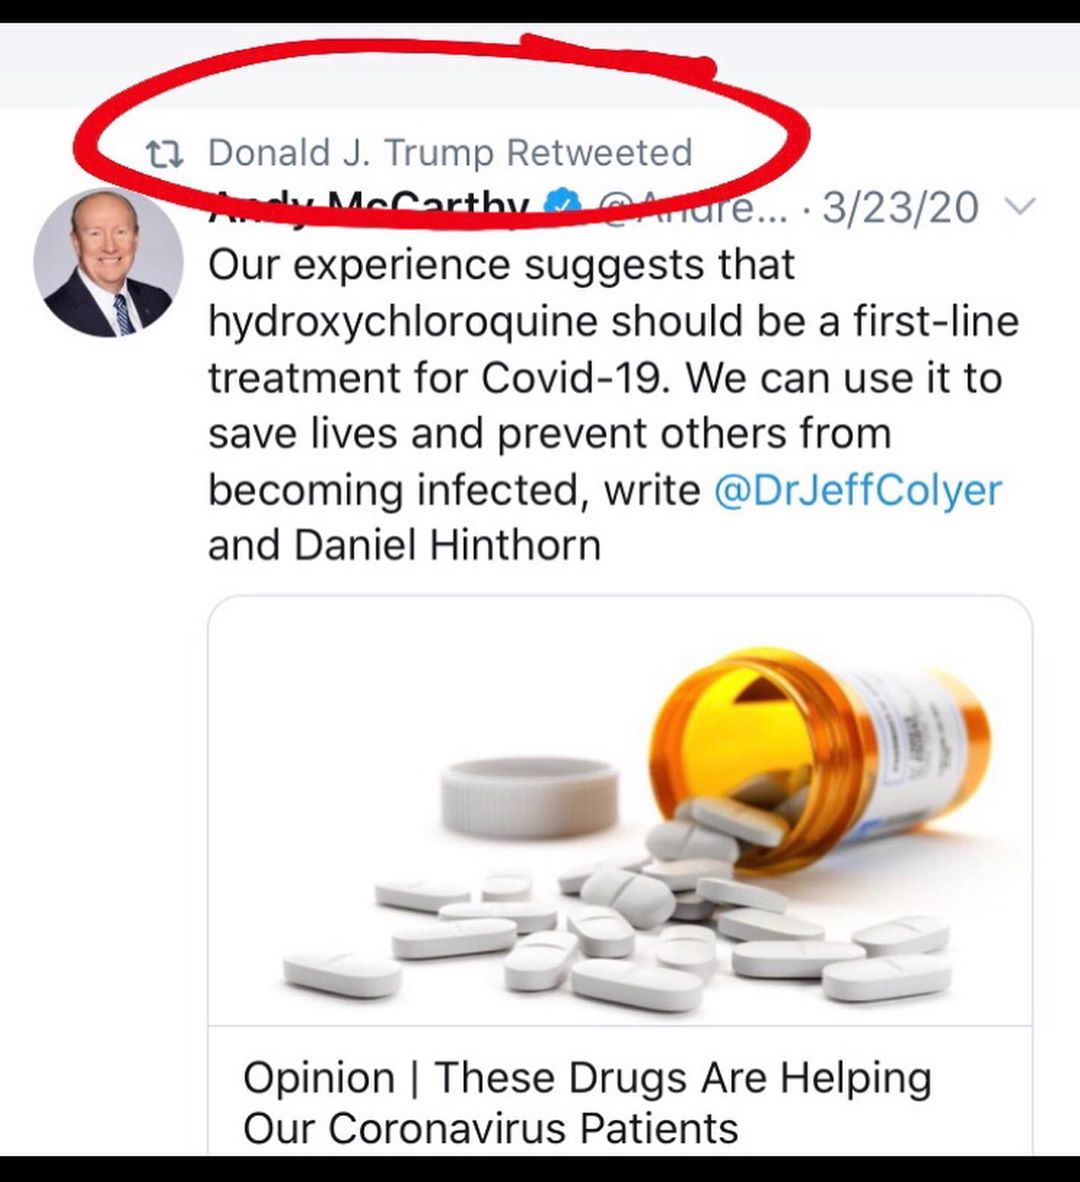 Donald J. Trump Retweeted
Andy McCarthy @Andre... · 3/23/20
Our experience suggests that
hydroxychloroquine should be a first-line
treatment for Covid-19. We can use it to
save lives and prevent others from
becoming infected, write @DrJeffColyer
and Daniel Hinthorn
Opinion | These Drugs Are Helping
Our Coronavirus Patients